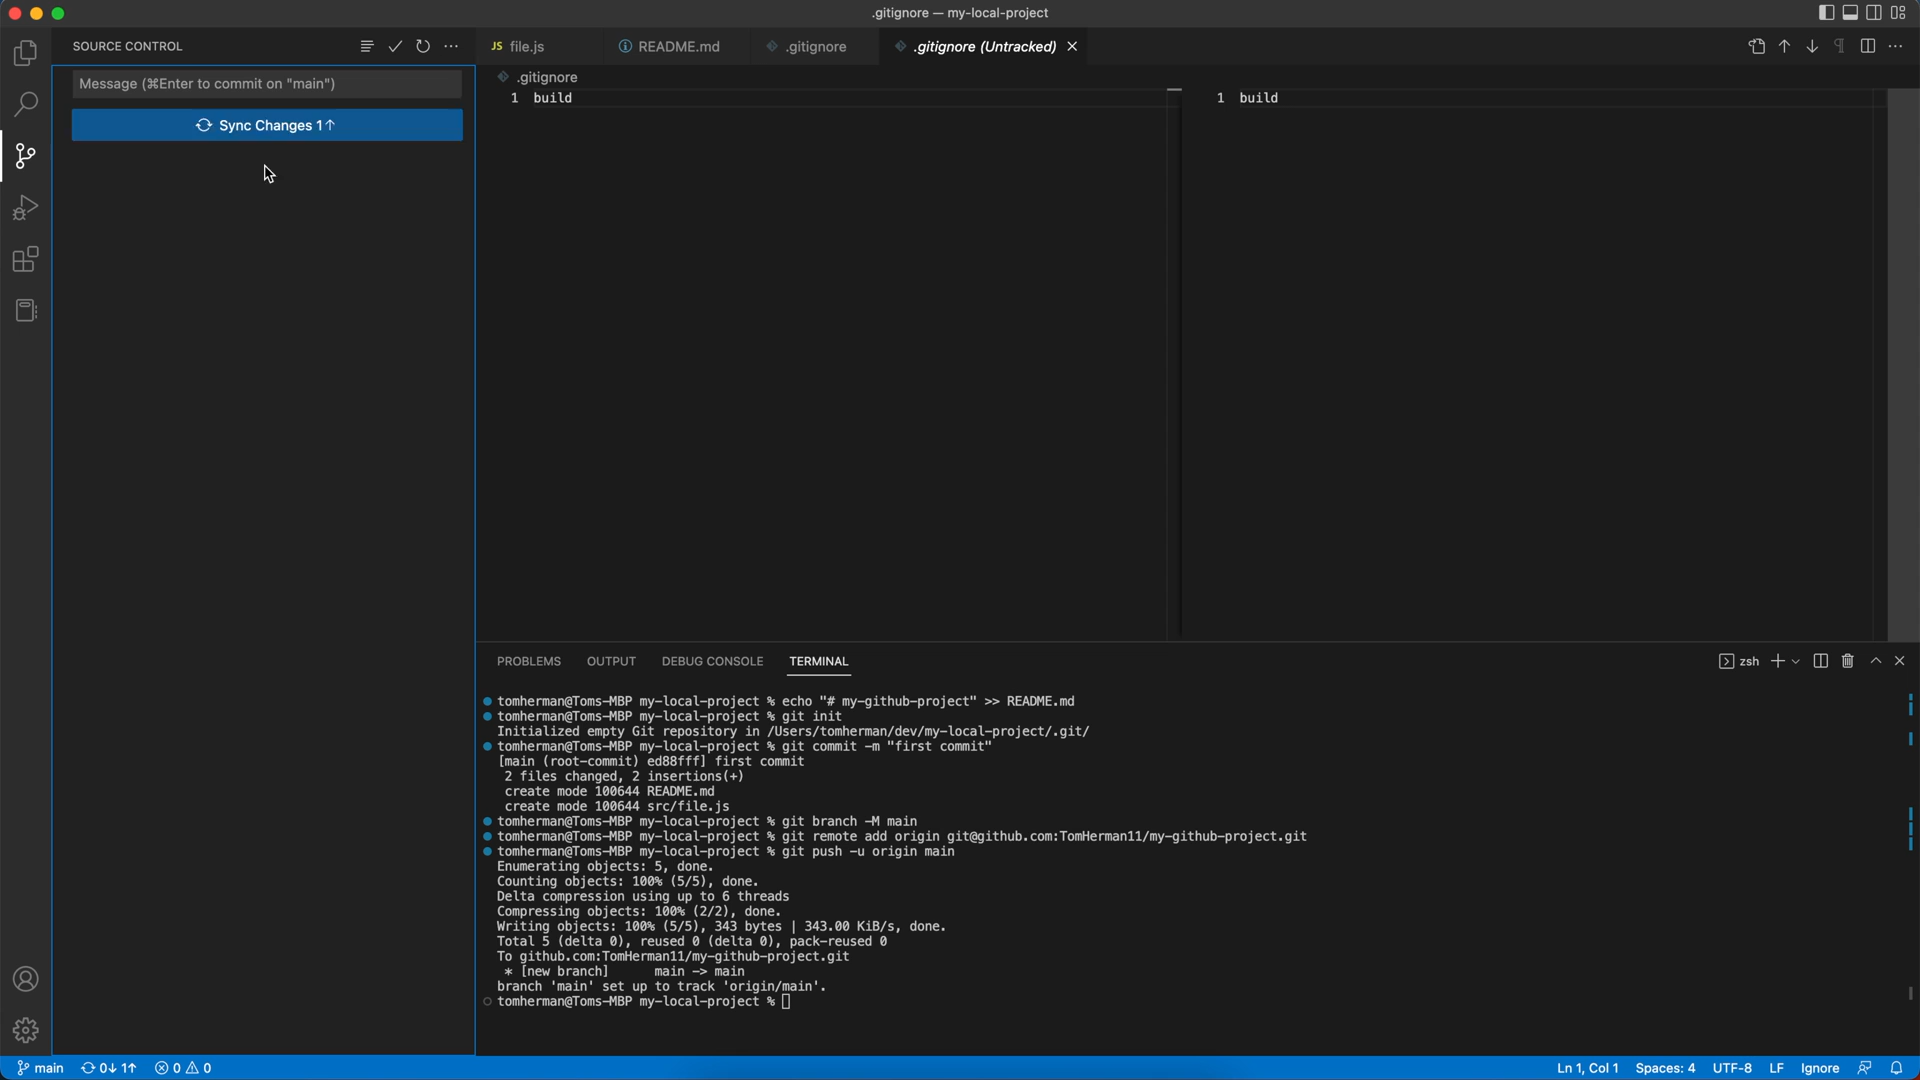 .gitignore — my-local-project
SOURCE CONTROL
JS file.js
README.md
.gitignore
.gitignore (Untracked)
Message (⌘Enter to commit on "main")
Sync Changes 1↑
.gitignore
1 build
1 build
PROBLEMS OUTPUT DEBUG CONSOLE TERMINAL
zsh
tomherman@Toms-MBP my-local-project % echo "# my-github-project" >> README.md
tomherman@Toms-MBP my-local-project % git init
Initialized empty Git repository in /Users/tomherman/dev/my-local-project/.git/
tomherman@Toms-MBP my-local-project % git commit -m "first commit"
[main (root-commit) ed88fff] first commit
2 files changed, 2 insertions(+)
create mode 100644 README.md
create mode 100644 src/file.js
tomherman@Toms-MBP my-local-project % git branch -M main
tomherman@Toms-MBP my-local-project % git remote add origin git@github.com:TomHerman11/my-github-project.git
tomherman@Toms-MBP my-local-project % git push -u origin main
Enumerating objects: 5, done.
Counting objects: 100% (5/5), done.
Delta compression using up to 6 threads
Compressing objects: 100% (2/2), done.
Writing objects: 100% (5/5), 343 bytes | 343.00 KiB/s, done.
Total 5 (delta 0), reused 0 (delta 0), pack-reused 0
To github.com:TomHerman11/my-github-project.git
* [new branch]      main -> main
branch 'main' set up to track 'origin/main'.
tomherman@Toms-MBP my-local-project %
main 0↓ 1↑ 0 0 Ln 1, Col 1 Spaces: 4 UTF-8 LF Ignore